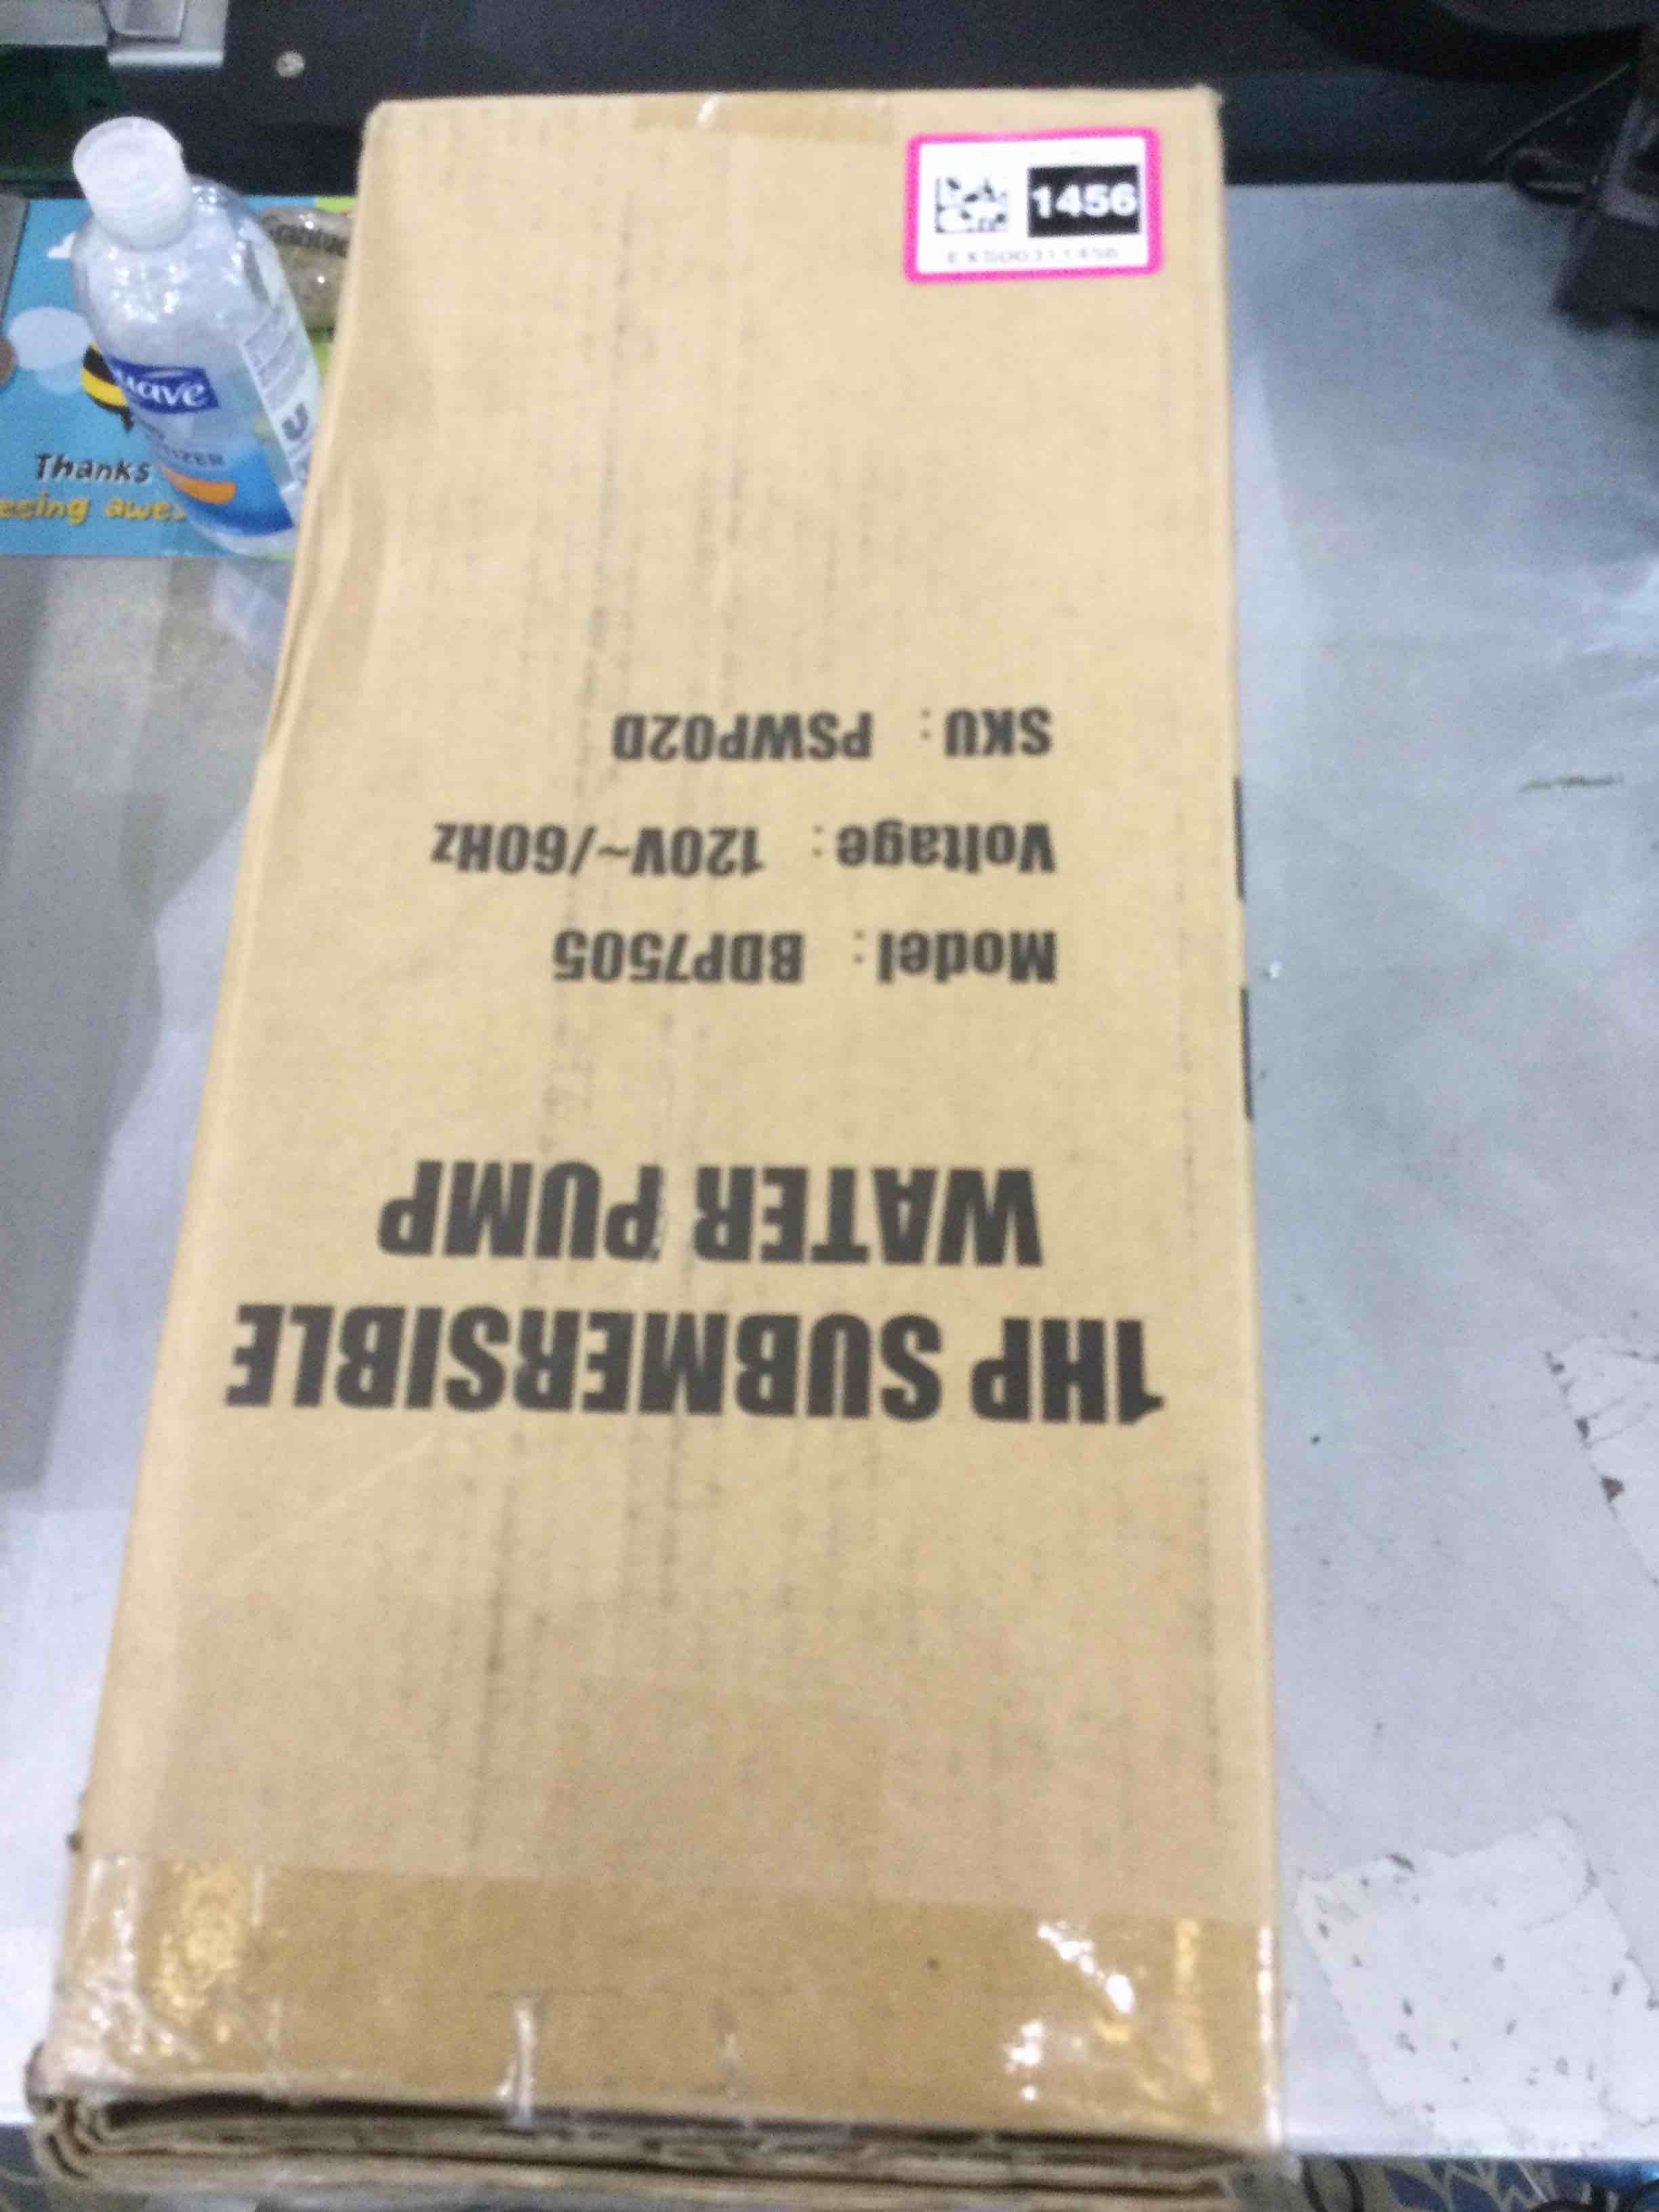 1HP SUBMERSIBLE
WATER PUMP
Model: BDP7505
Voltage: 120V~/60Hz
SKU: PSWP02D
1456
Thanks